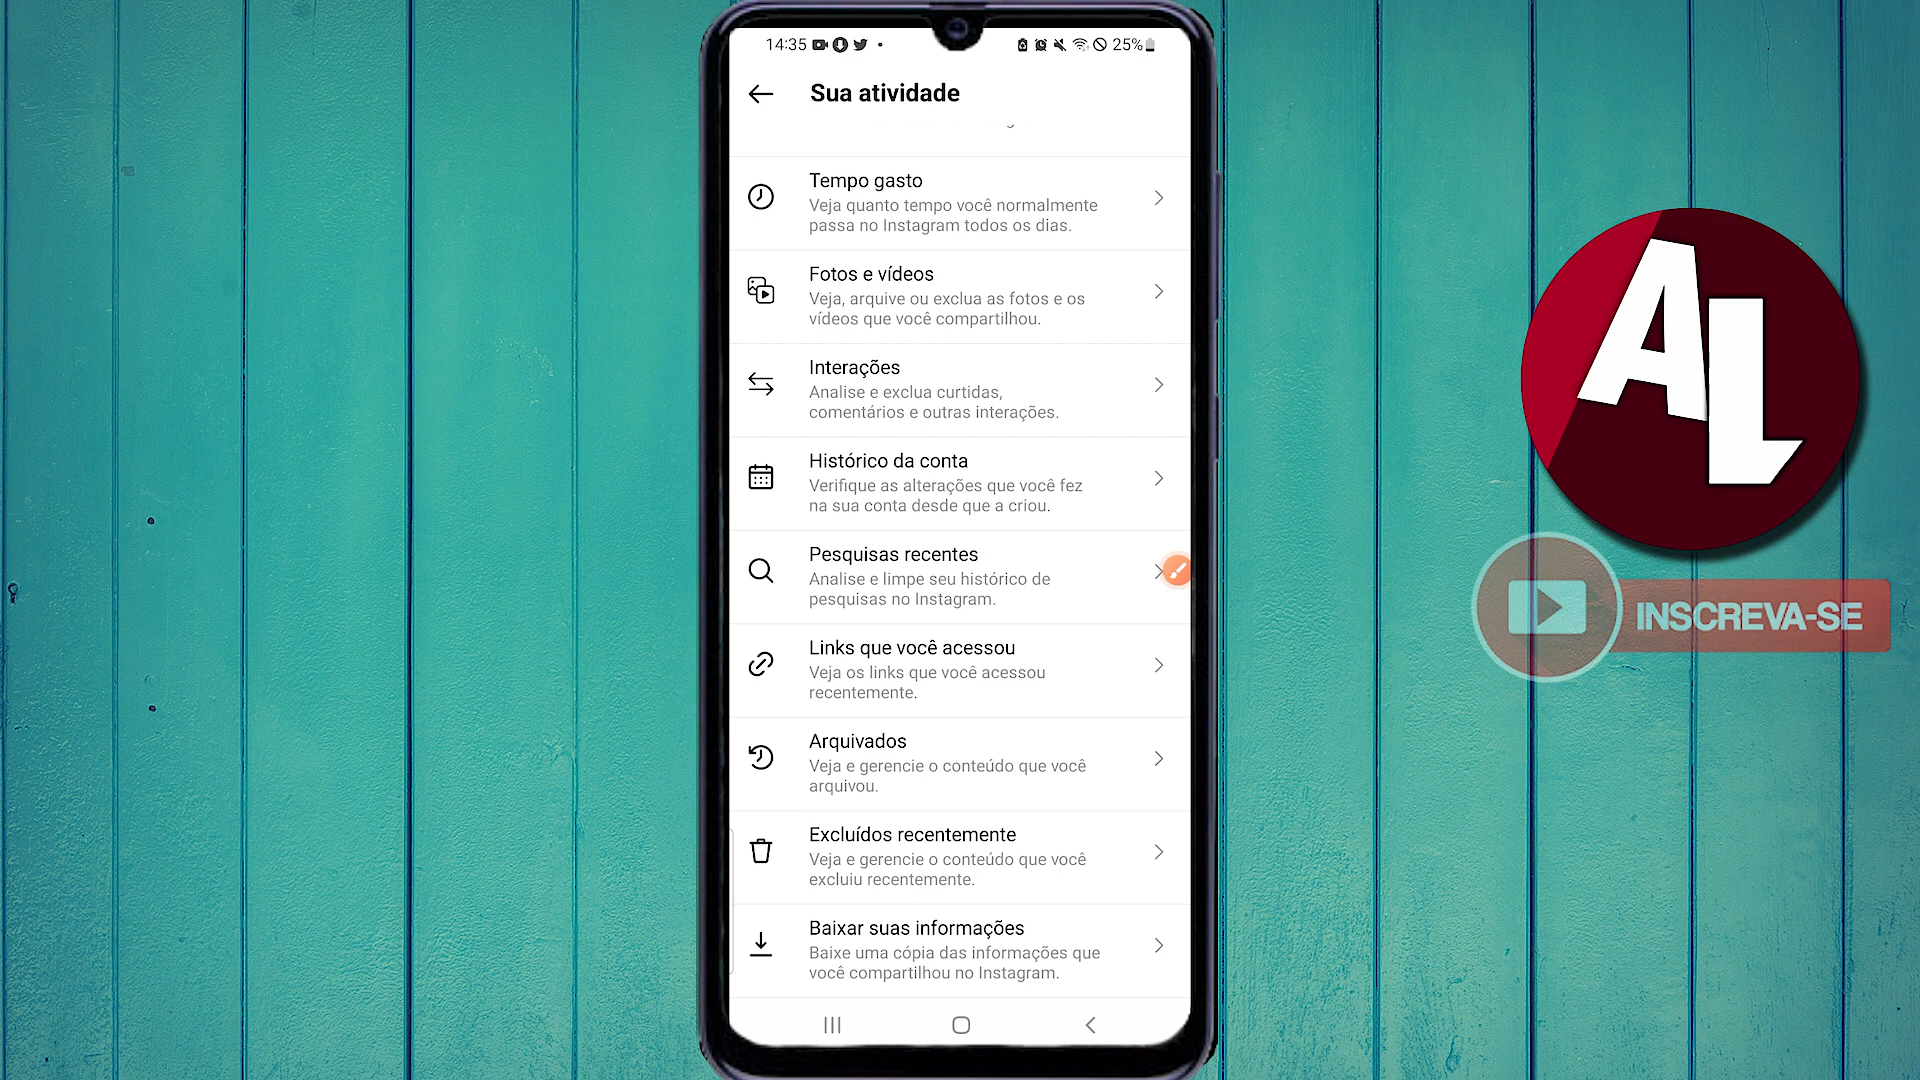 14:35
25%
Sua atividade
Tempo gasto
Veja quanto tempo você normalmente
passa no Instagram todos os dias.
Fotos e vídeos
Veja, arquive ou exclua as fotos e os
vídeos que você compartilhou.
Interações
Analise e exclua curtidas,
comentários e outras interações.
Histórico da conta
Verifique as alterações que você fez
na sua conta desde que a criou.
Pesquisas recentes
Analise e limpe seu histórico de
pesquisas no Instagram.
Links que você acessou
Veja os links que você acessou
recentemente.
Arquivados
Veja e gerencie o conteúdo que você
arquivou.
Excluídos recentemente
Veja e gerencie o conteúdo que você
excluiu recentemente.
Baixar suas informações
Baixe uma cópia das informações que
você compartilhou no Instagram.
AL
INSCREVA-SE